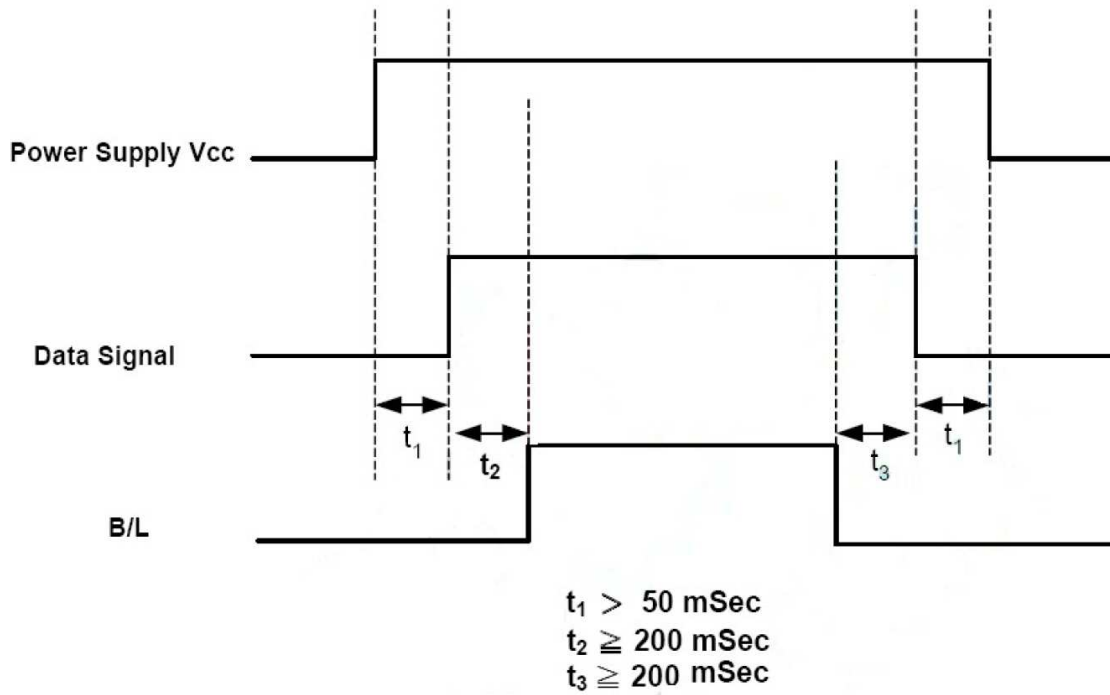 Power Supply Vcc
Data Signal
t₁
t₂
t₃
t₁
B/L
t₁ > 50 mSec
t₂ ≧ 200 mSec
t₃ ≧ 200 mSec